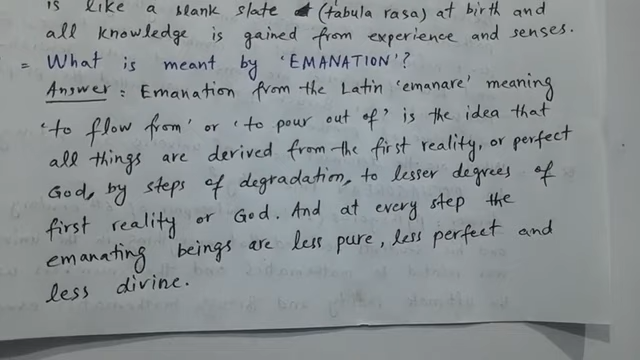 is like a blank slate (tabula rasa) at birth and
all knowledge is gained from experience and senses.
= What is meant by 'EMANATION'?
Answer: Emanation from the Latin 'emanare' meaning
'to flow from' or 'to pour out of' is the idea that
all things are derived from the first reality, or perfect
God, by steps of degradation, to lesser degrees of
first reality or God. And at every step the
emanating beings are less pure, less perfect and
less divine.